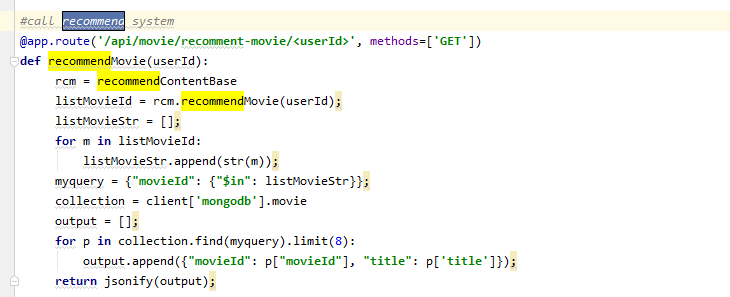 #call recommend system
@app.route('/api/movie/recomment-movie/<userId>', methods=['GET'])
def recommendMovie(userId):
    rcm = recommendContentBase
    listMovieId = rcm.recommendMovie(userId);
    listMovieStr = [];
    for m in listMovieId:
        listMovieStr.append(str(m));
    myquery = {"movieId": {"$in": listMovieStr}};
    collection = client['mongodb'].movie
    output = [];
    for p in collection.find(myquery).limit(8):
        output.append({"movieId": p["movieId"], "title": p['title']});
    return jsonify(output);